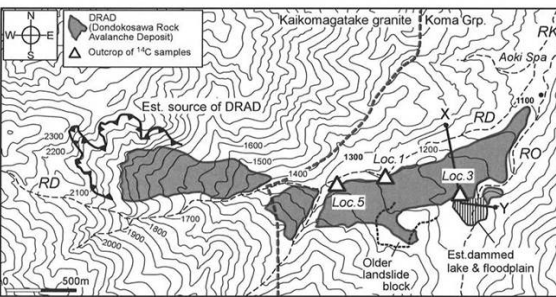 N
W
E
S
DRAD
(Dondokosawa Rock
Avalanche Deposit)
Outcrop of 14C samples
Kaikomagatake granite
Koma Grp.
RK
Aoki Spa
Est. source of DRAD
1100
X
RD
RO
2300
2200
1600
1500
1300
Loc.1
1200
1400
Loc.3
RD
2100
Loc.5
Y
1700
1800
1900
2000
Older
landslide
block
Est.dammed
lake & floodplain
0
500m